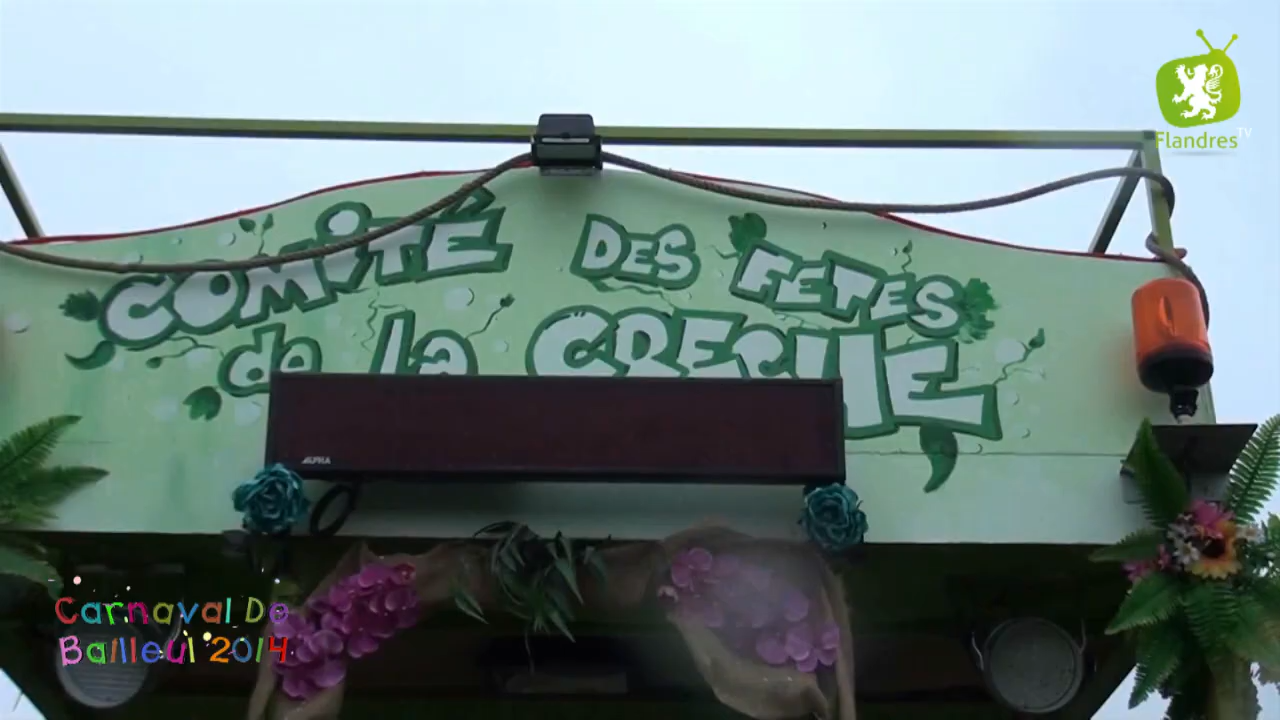 Flandres TV
COMITÉ DES FETES
de la CRECHE
ALPHA
Carnaval De
Bailleul 2014